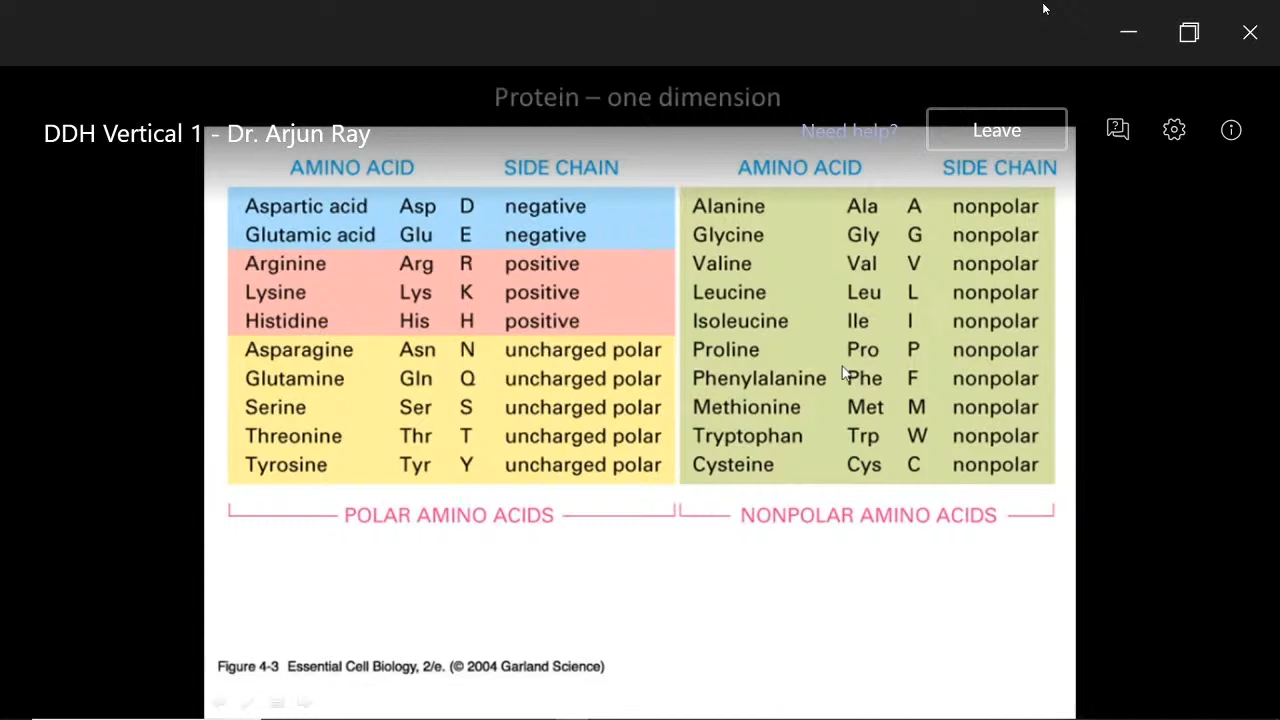 Protein – one dimension
DDH Vertical 1 - Dr. Arjun Ray
Need help?
Leave
AMINO ACID SIDE CHAIN AMINO ACID SIDE CHAIN
Aspartic acid Asp D negative Alanine Ala A nonpolar
Glutamic acid Glu E negative Glycine Gly G nonpolar
Arginine Arg R positive Valine Val V nonpolar
Lysine Lys K positive Leucine Leu L nonpolar
Histidine His H positive Isoleucine Ile I nonpolar
Asparagine Asn N uncharged polar Proline Pro P nonpolar
Glutamine Gln Q uncharged polar Phenylalanine Phe F nonpolar
Serine Ser S uncharged polar Methionine Met M nonpolar
Threonine Thr T uncharged polar Tryptophan Trp W nonpolar
Tyrosine Tyr Y uncharged polar Cysteine Cys C nonpolar
POLAR AMINO ACIDS NONPOLAR AMINO ACIDS
Figure 4-3 Essential Cell Biology, 2/e. (© 2004 Garland Science)